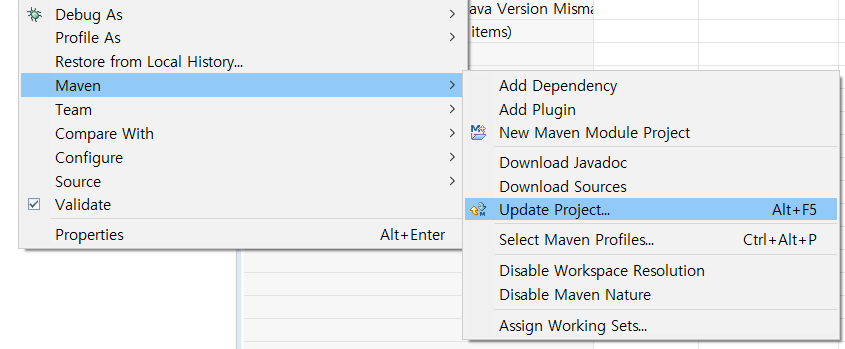 Debug As
Profile As
Restore from Local History...
Maven
Team
Compare With
Configure
Source
Validate
Properties Alt+Enter
ava Version Misma
items)
Add Dependency
Add Plugin
New Maven Module Project
Download Javadoc
Download Sources
Update Project... Alt+F5
Select Maven Profiles... Ctrl+Alt+P
Disable Workspace Resolution
Disable Maven Nature
Assign Working Sets...